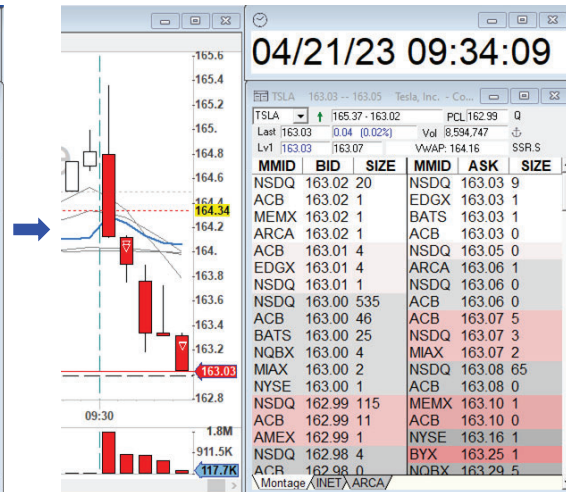 165.6
165.4
165.2
165.
164.8
164.6
164.4
164.34
164.2
164.
163.8
163.6
163.4
163.2
163.03
162.8
09:30
1.8M
911.5K
117.7K
04/21/23 09:34:09
TSLA 163.03 -- 163.05 Tesla, Inc. - Co...
TSLA 165.37 - 163.02 PCL 162.99 Q
Last 163.03 0.04 (0.02%) Vol 8,594,747
Lv1 163.03 163.07 VWAP: 164.16 SSR.S
MMID BID SIZE MMID ASK SIZE
NSDQ 163.02 20 NSDQ 163.03 9
ACB 163.02 1 EDGX 163.03 1
MEMX 163.02 1 BATS 163.03 1
ARCA 163.02 1 ACB 163.03 0
ACB 163.01 4 NSDQ 163.05 0
EDGX 163.01 4 ARCA 163.06 1
NSDQ 163.01 1 NSDQ 163.06 0
NSDQ 163.00 535 ACB 163.06 0
ACB 163.00 46 ACB 163.07 5
BATS 163.00 25 NSDQ 163.07 3
NQBX 163.00 4 MIAX 163.07 2
MIAX 163.00 2 NSDQ 163.08 65
NYSE 163.00 1 ACB 163.08 0
NSDQ 162.99 115 MEMX 163.10 1
ACB 162.99 11 ACB 163.10 0
AMEX 162.99 1 NYSE 163.16 1
NSDQ 162.98 4 BYX 163.25 1
ACB 162.98 0 NQBX 163.29 5
Montage INET ARCA